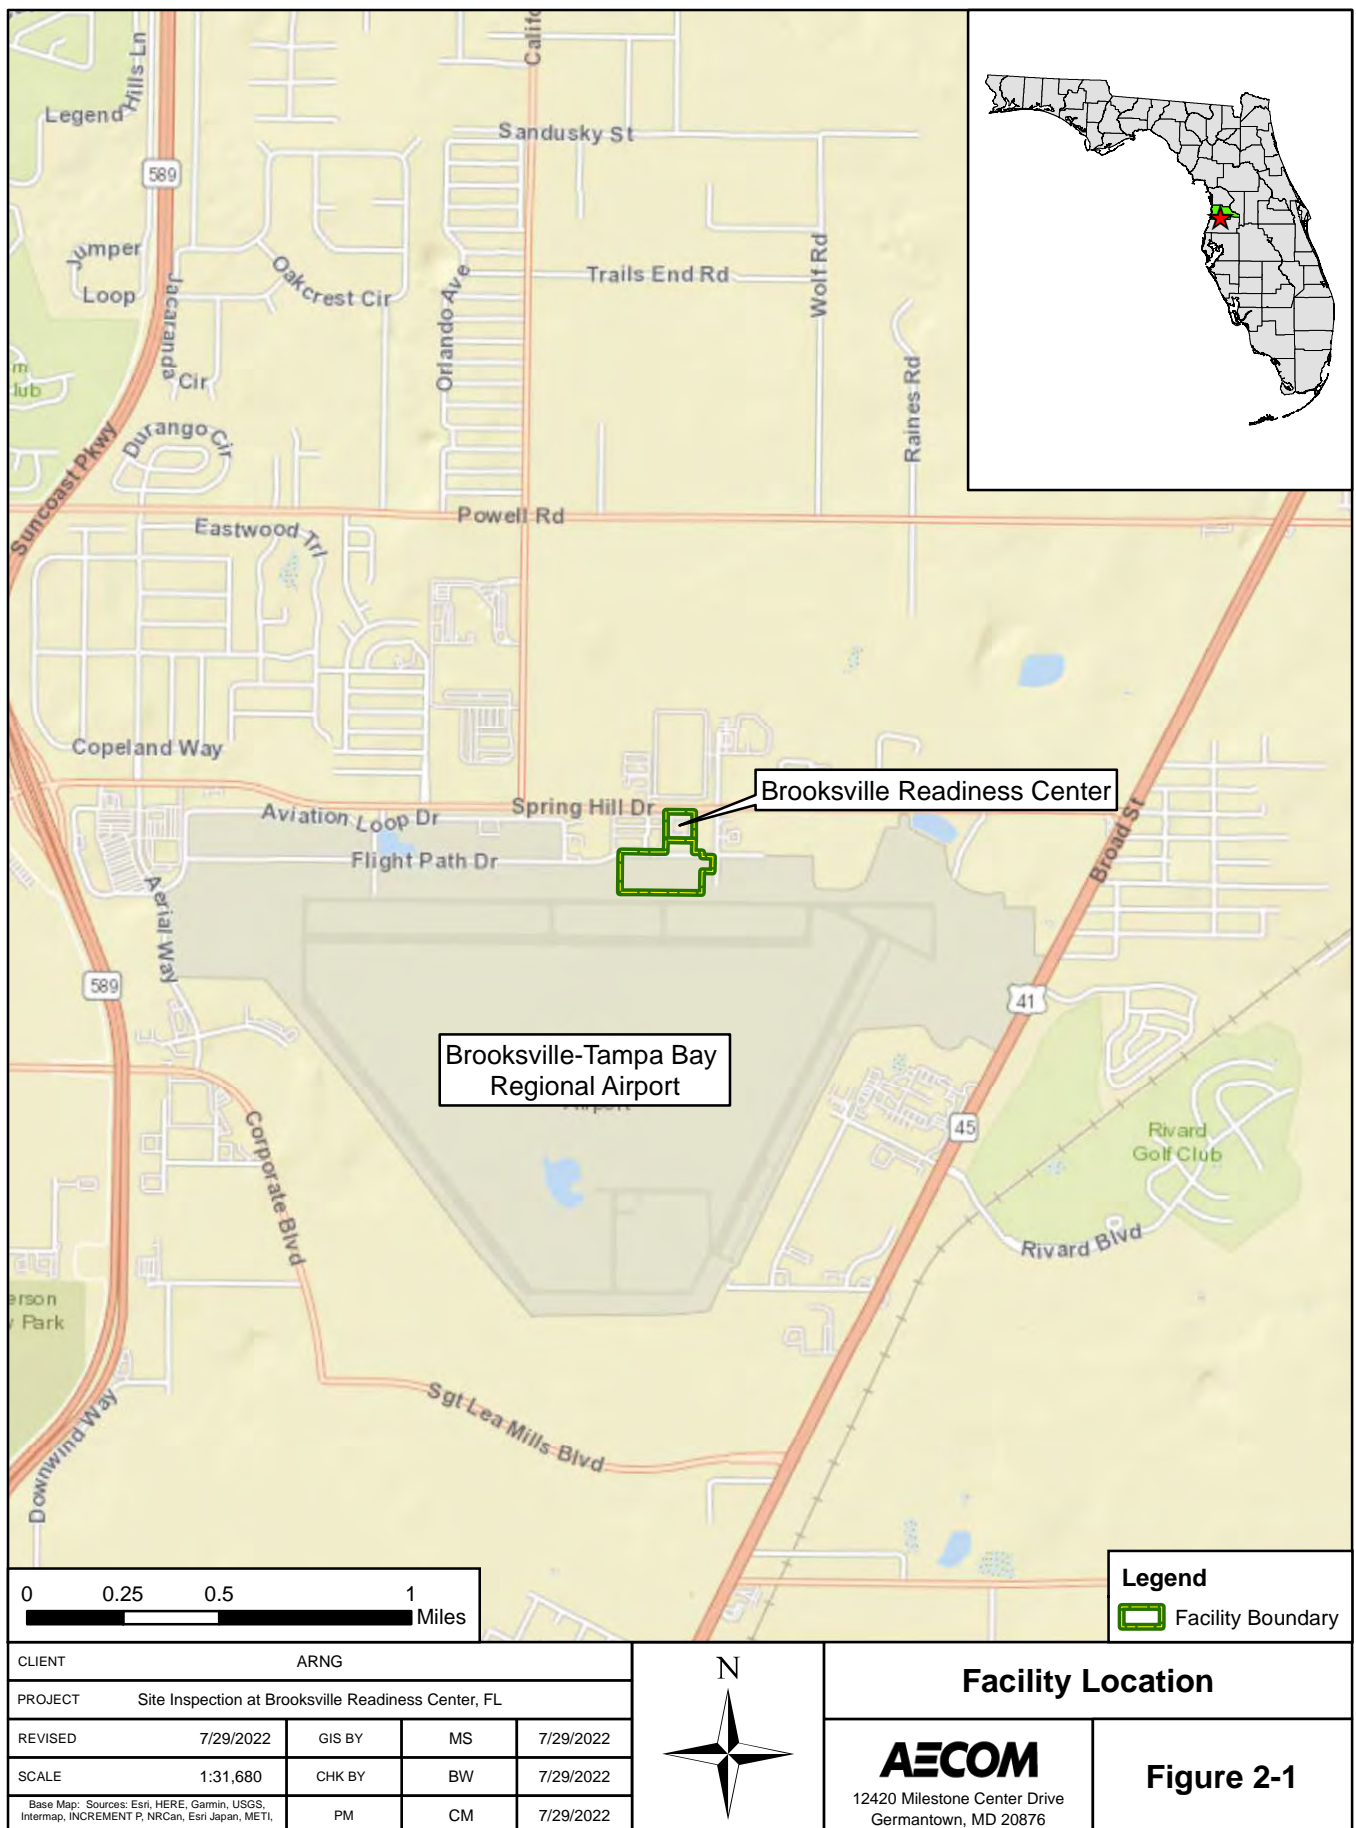 Legend
Hills Ln
Califo
Sandusky St
589
Jumper
Loop
Jacaranda
Cir
Oakcrest Cir
Orlando Ave
Trails End Rd
Wolf Rd
Raines Rd
Durango Cir
Suncoast Pkwy
Powell Rd
Eastwood Trl
Copeland Way
Aviation Loop Dr
Spring Hill Dr
Brooksville Readiness Center
Flight Path Dr
Broad St
Aerial Way
589
41
Brooksville-Tampa Bay
Regional Airport
45
Rivard
Golf Club
Corporate Blvd
Rivard Blvd
erson
Park
Sgt Lea Mills Blvd
Downwind Way
0 0.25 0.5 1
Miles
Legend
Facility Boundary
CLIENT ARNG
PROJECT Site Inspection at Brooksville Readiness Center, FL
REVISED 7/29/2022 GIS BY MS 7/29/2022
SCALE 1:31,680 CHK BY BW 7/29/2022
Base Map: Sources: Esri, HERE, Garmin, USGS,
Intermap, INCREMENT P, NRCan, Esri Japan, METI,
PM CM 7/29/2022
N
Facility Location
AECOM
12420 Milestone Center Drive
Germantown, MD 20876
Figure 2-1